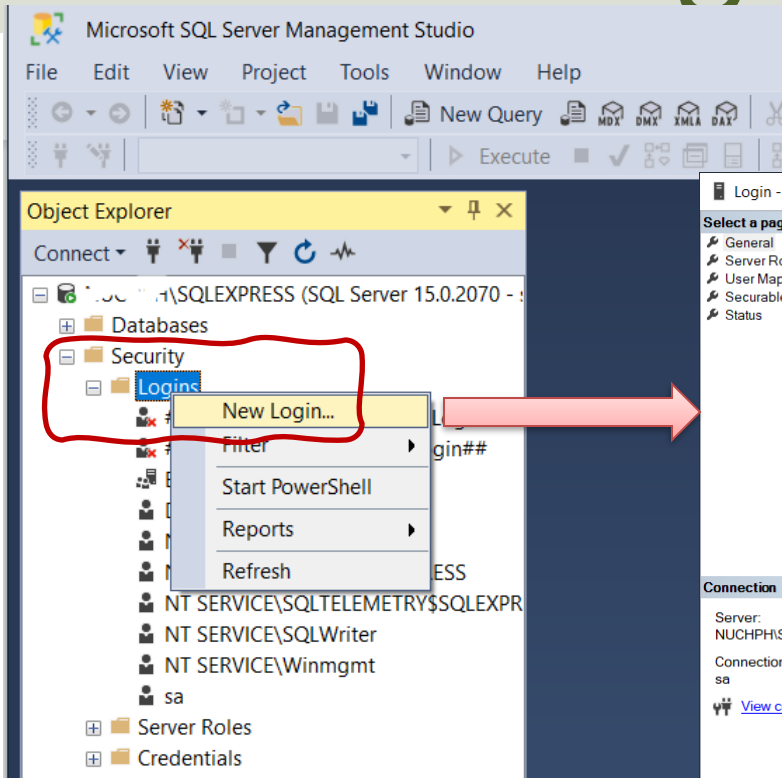 Microsoft SQL Server Management Studio
File Edit View Project Tools Window Help
New Query MDX DMX XMLA DAX
Execute
Object Explorer
Connect
\SQLEXPRESS (SQL Server 15.0.2070 - s
Databases
Security
Logins
New Login...
Filter
gin##
Start PowerShell
Reports
Refresh
ESS
NT SERVICE\SQLTELEMETRY$SQLEXPR
NT SERVICE\SQLWriter
NT SERVICE\Winmgmt
sa
Server Roles
Credentials
Login -
Select a pag
General
Server Ro
User Map
Securable
Status
Connection
Server:
NUCHPH\S
Connection
sa
View c